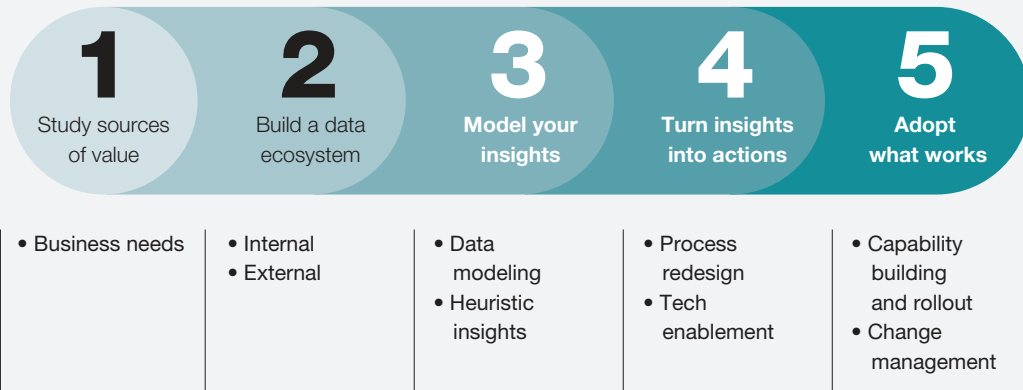 1
Study sources
of value
2
Build a data
ecosystem
3
Model your
insights
4
Turn insights
into actions
5
Adopt
what works
• Business needs
• Internal
• External
• Data
modeling
• Heuristic
insights
• Process
redesign
• Tech
enablement
• Capability
building
and rollout
• Change
management